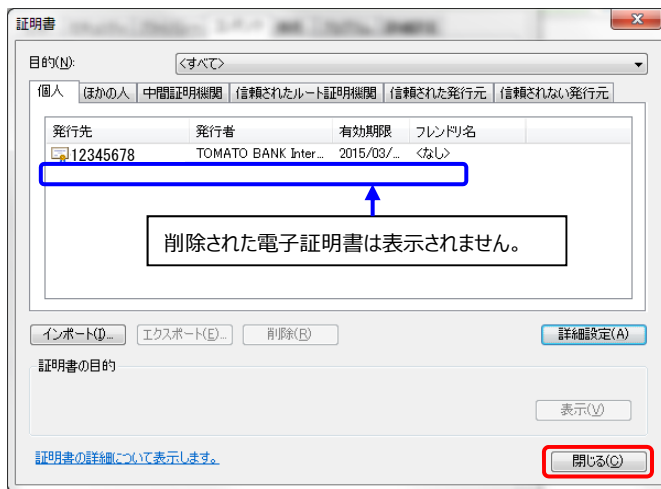 証明書
目的(N): <すべて>
個人 ほかの人 中間証明機関 信頼されたルート証明機関 信頼された発行元 信頼されない発行元
発行先 発行者 有効期限 フレンドリ名
12345678 TOMATO BANK Inter... 2015/03/... <なし>
削除された電子証明書は表示されません。
インポート(I)... エクスポート(E)... 削除(R) 詳細設定(A)
証明書の目的
表示(V)
証明書の詳細について表示します。
閉じる(C)